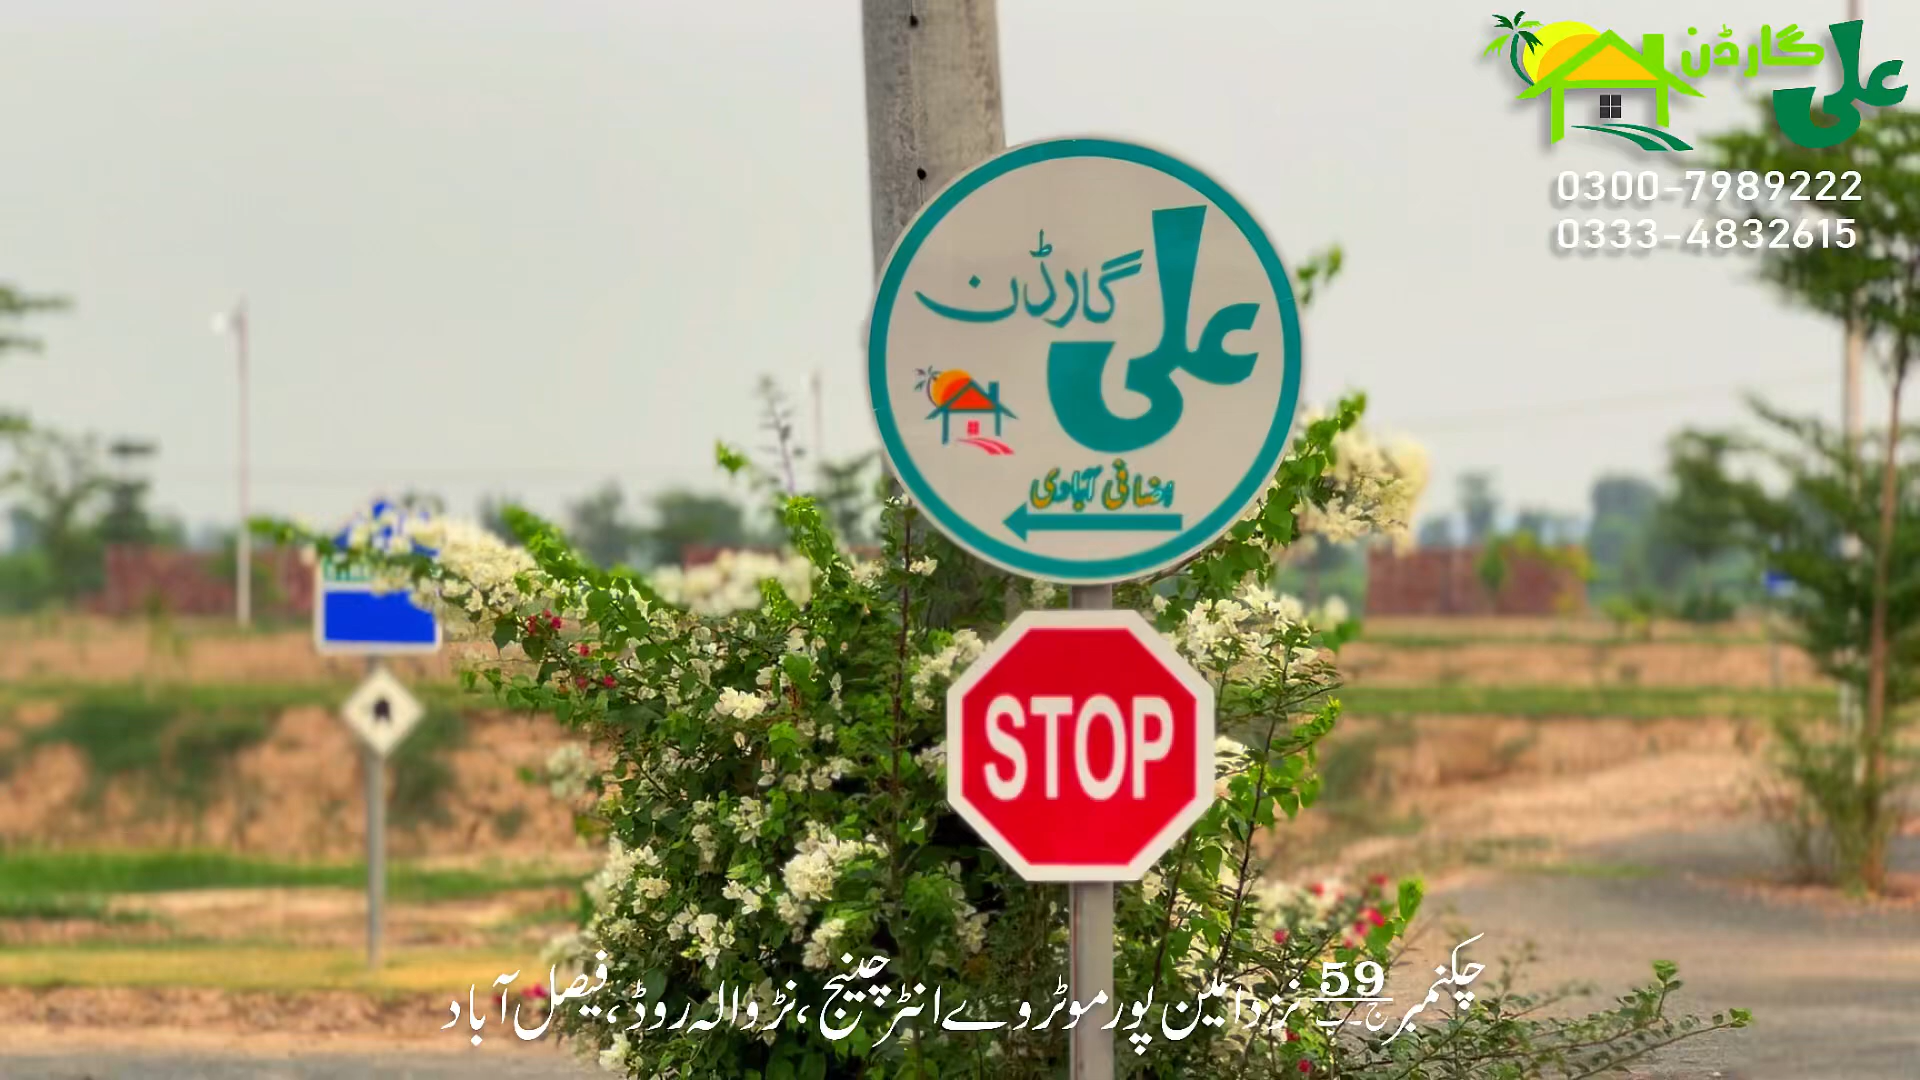 علی گارڈن
0300-7989222
0333-4832615
علی گارڈن
اضافی آبادی
STOP
چکنمبر 59 ج۔ب نزد امین پور موٹروے انٹرچینج، نڑوالہ روڈ، فیصل آباد